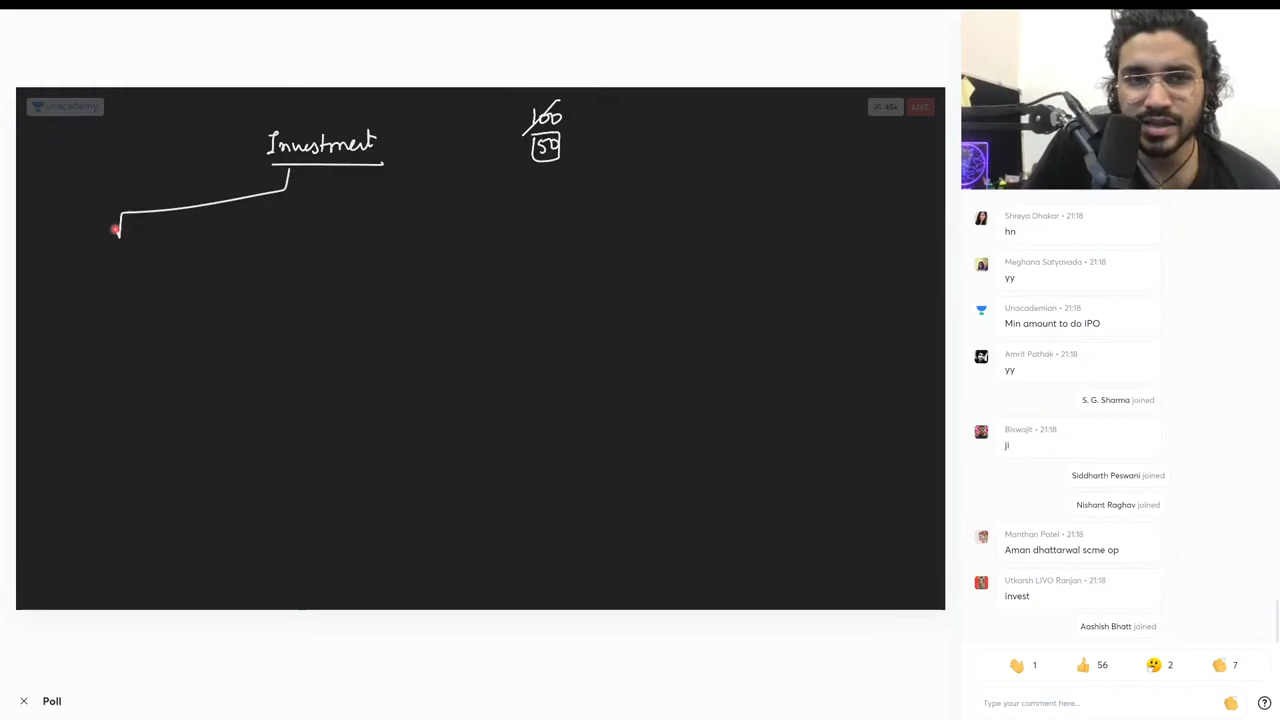 unacademy
45k
LIVE
Investment
100
150
Shreya Dhakar • 21:18
hn
Meghana Satyavada • 21:18
yy
Unacademian • 21:18
Min amount to do IPO
Amrit Pathak • 21:18
yy
S. G. Sharma joined
Biswajit • 21:18
ji
Siddharth Peswani joined
Nishant Raghav joined
Manthan Patel • 21:18
Aman dhattarwal scme op
Utkarsh LIVO Ranjan • 21:18
invest
Aashish Bhatt joined
1 56 2 7
Poll
Type your comment here...